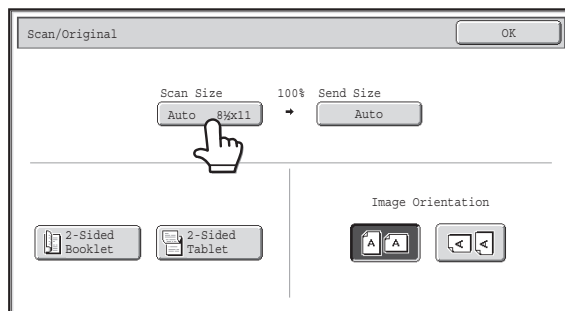 Scan/Original
OK
Scan Size
100%
Send Size
Auto 8½x11
Auto
2-Sided
Booklet
2-Sided
Tablet
Image Orientation
A A
A A